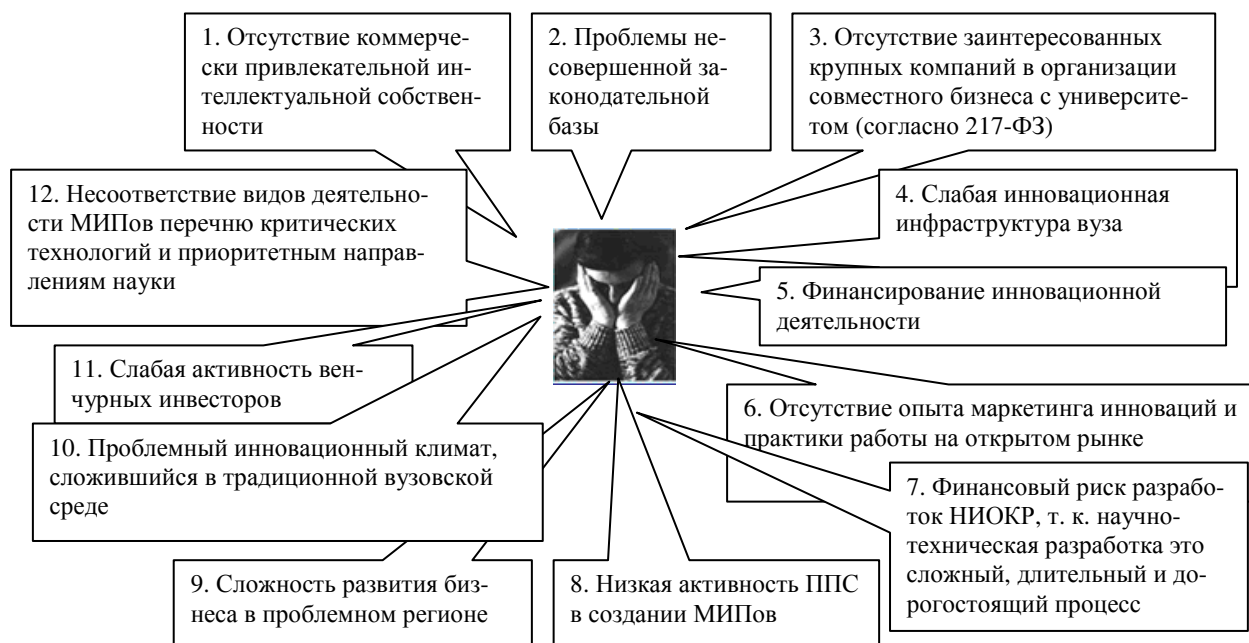 1. Отсутствие коммерче-
ски привлекательной ин-
теллектуальной собствен-
ности
2. Проблемы не-
совершенной за-
конодательной
базы
3. Отсутствие заинтересованных
крупных компаний в организации
совместного бизнеса с университе-
том (согласно 217-ФЗ)
4. Слабая инновационная
инфраструктура вуза
5. Финансирование инновационной
деятельности
6. Отсутствие опыта маркетинга инноваций и
практики работы на открытом рынке
7. Финансовый риск разрабо-
ток НИОКР, т. к. научно-
техническая разработка это
сложный, длительный и до-
рогостоящий процесс
8. Низкая активность ППС
в создании МИПов
9. Сложность развития биз-
неса в проблемном регионе
10. Проблемный инновационный климат,
сложившийся в традиционной вузовской
среде
11. Слабая активность вен-
чурных инвесторов
12. Несоответствие видов деятельно-
сти МИПов перечню критических
технологий и приоритетным направ-
лениям науки